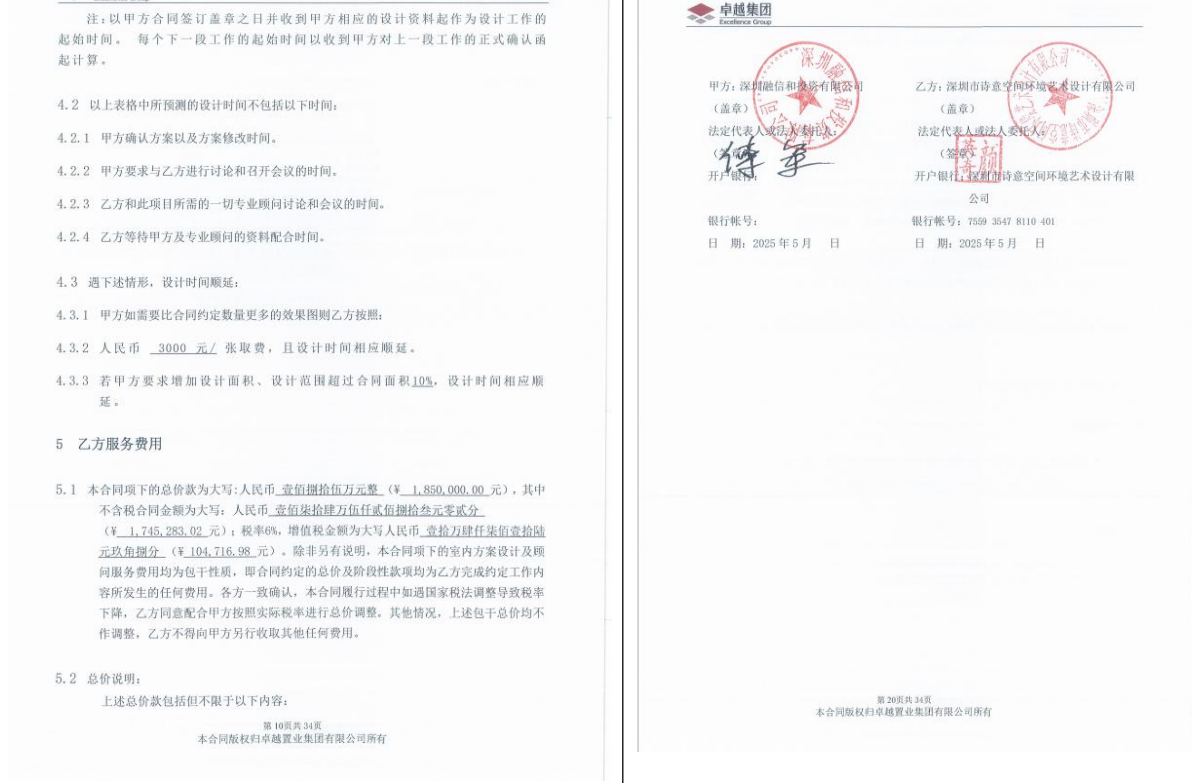 注：以甲方合同签订盖章之日并收到甲方相应的设计资料起作为设计工作的
起始时间。 每个下一段工作的起始时间以收到甲方对上一段工作的正式确认函
起计算。
4.2 以上表格中所预测的设计时间不包括以下时间：
4.2.1 甲方确认方案以及方案修改时间。
4.2.2 甲方要求与乙方进行讨论和召开会议的时间。
4.2.3 乙方和此项目所需的一切专业顾问讨论和会议的时间。
4.2.4 乙方等待甲方及专业顾问的资料配合时间。
4.3 遇下述情形，设计时间顺延：
4.3.1 甲方如需要比合同约定数量更多的效果图则乙方按照：
4.3.2 人民币 3000 元/ 张取费，且设计时间相应顺延。
4.3.3 若甲方要求增加设计面积、设计范围超过合同面积10%，设计时间相应顺
延。
5 乙方服务费用
5.1 本合同项下的总价款为大写：人民币 壹佰捌拾伍万元整 （¥ 1,850,000.00 元），其中
不含税合同金额为大写：人民币 壹佰柒拾肆万伍仟贰佰捌拾叁元零贰分
（¥ 1,745,283.02 元）；税率6%，增值税金额为大写人民币 壹拾万肆仟柒佰壹拾陆
元玖角捌分 （¥ 104,716.98 元）。除非另有说明，本合同项下的室内方案设计及顾
问服务费用均为包干性质，即合同约定的总价及阶段性款项均为乙方完成约定工作内
容所发生的任何费用。各方一致确认，本合同履行过程中如遇国家税法调整导致税率
下降，乙方同意配合甲方按照实际税率进行总价调整。其他情况，上述包干总价均不
作调整，乙方不得向甲方另行收取其他任何费用。
5.2 总价说明：
上述总价款包括但不限于以下内容：
第 10页共 34页
本合同版权归卓越置业集团有限公司所有
卓越集团
Excellence Group
甲方：深圳融信和投资有限公司
（盖章）
法定代表人或法人委托人：
（签章）
开户银行：
银行帐号：
日 期：2025 年 5 月 日
乙方：深圳市诗意空间环境艺术设计有限公司
（盖章）
法定代表人或法人委托人：
（签章）
开户银行：深圳市诗意空间环境艺术设计有限
公司
银行帐号：7559 3547 8110 401
日 期：2025 年 5 月 日
第 20页共 34页
本合同版权归卓越置业集团有限公司所有